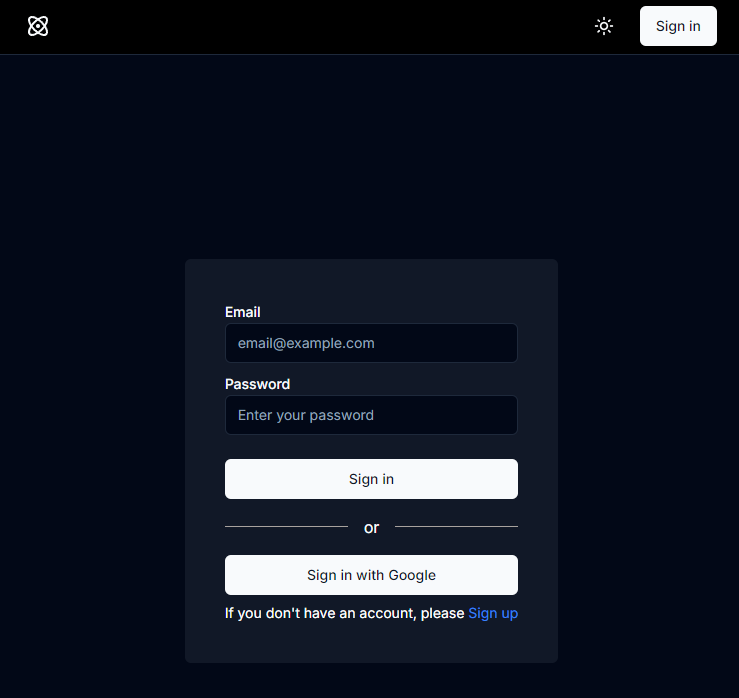 Sign in
Email
email@example.com
Password
Enter your password
Sign in
or
Sign in with Google
If you don't have an account, please Sign up